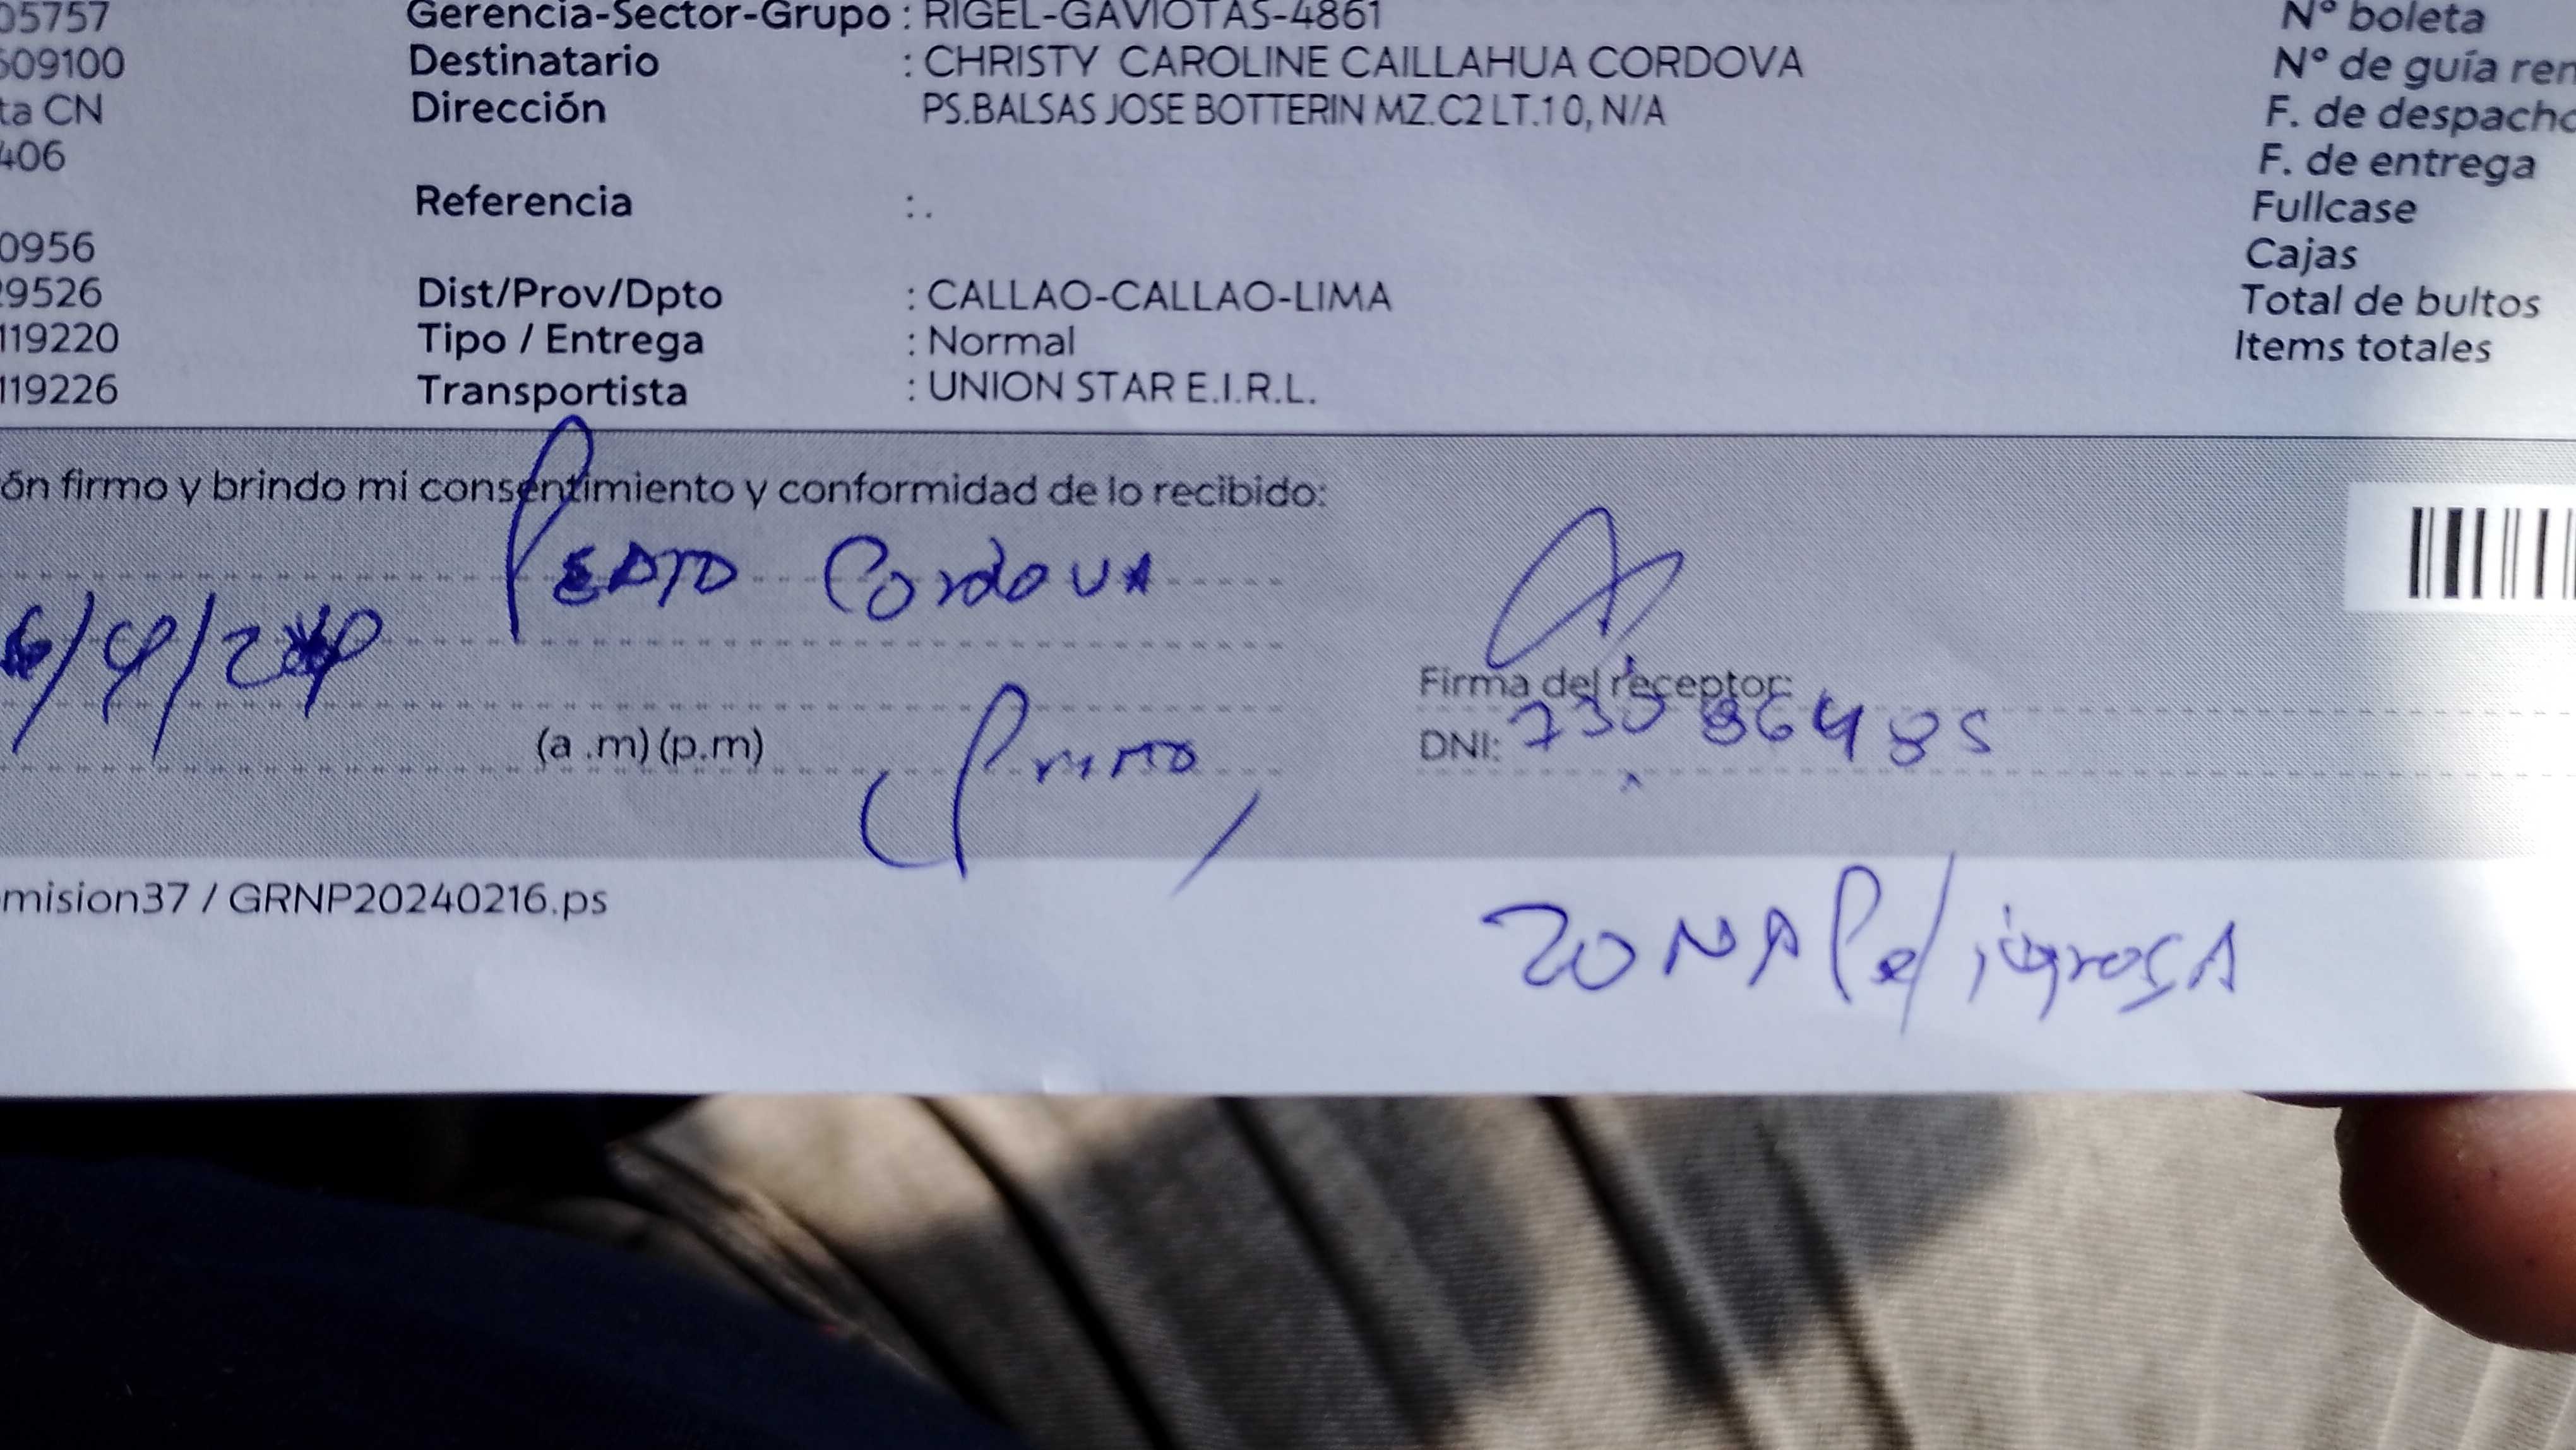 05757 Gerencia-Sector-Grupo : RIGEL-GAVIOTAS-4861 N° boleta
509100 Destinatario : CHRISTY CAROLINE CAILLAHUA CORDOVA N° de guía rem
ta CN Dirección PS.BALSAS JOSE BOTTERIN MZ.C2 LT.10, N/A F. de despacho
406 F. de entrega
Referencia : . Fullcase
0956 Cajas
29526 Dist/Prov/Dpto : CALLAO-CALLAO-LIMA Total de bultos
119220 Tipo / Entrega : Normal Items totales
119226 Transportista : UNION STAR E.I.R.L.
ón firmo y brindo mi consentimiento y conformidad de lo recibido:
Cordova
Firma del receptor:
(a .m) (p.m) DNI:
mision37 / GRNP20240216.ps
ZONA PeligrosA